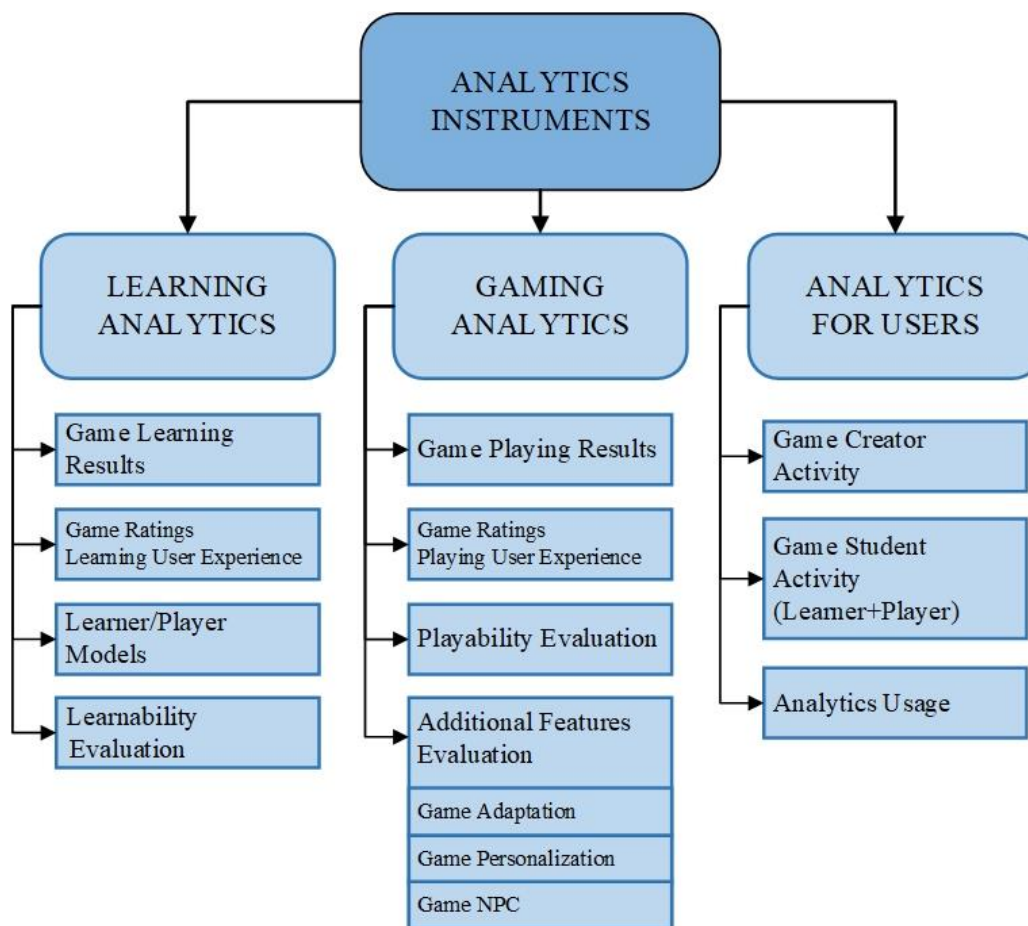 ANALYTICS
INSTRUMENTS
LEARNING
ANALYTICS
Game Learning
Results
Game Ratings
Learning User Experience
Learner/Player
Models
Learnability
Evaluation
GAMING
ANALYTICS
Game Playing Results
Game Ratings
Playing User Experience
Playability Evaluation
Additional Features
Evaluation
Game Adaptation
Game Personalization
Game NPC
ANALYTICS
FOR USERS
Game Creator
Activity
Game Student
Activity
(Learner+Player)
Analytics Usage